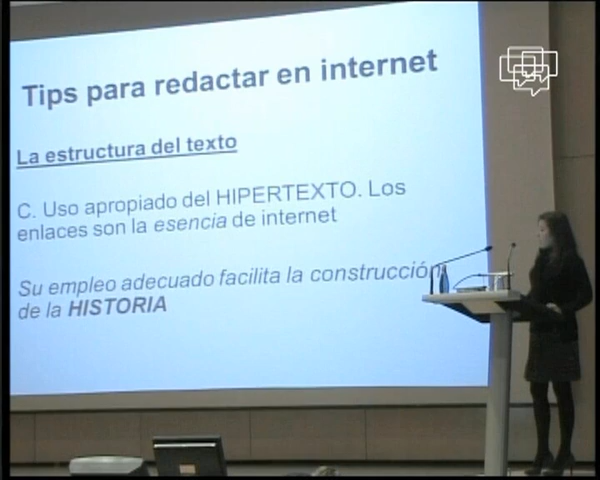 Tips para redactar en internet
La estructura del texto
C. Uso apropiado del HIPERTEXTO. Los
enlaces son la esencia de internet
Su empleo adecuado facilita la construcción
de la HISTORIA